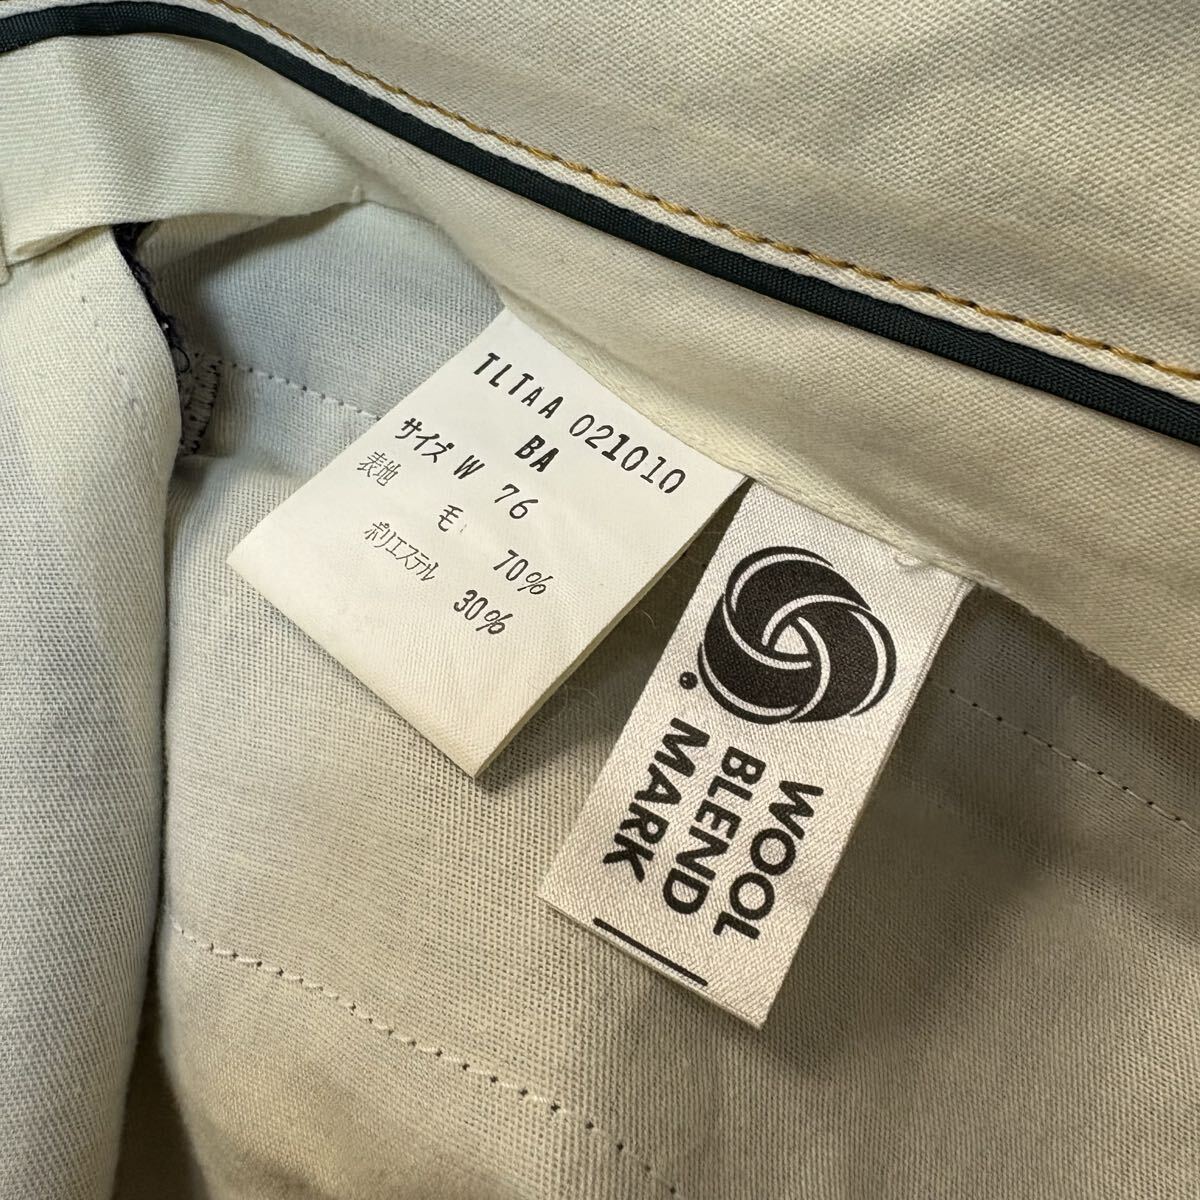 TLTAA 021010
BA
サイズ W 76
表地 毛 70%
ポリエステル 30%
WOOL
BLEND
MARK